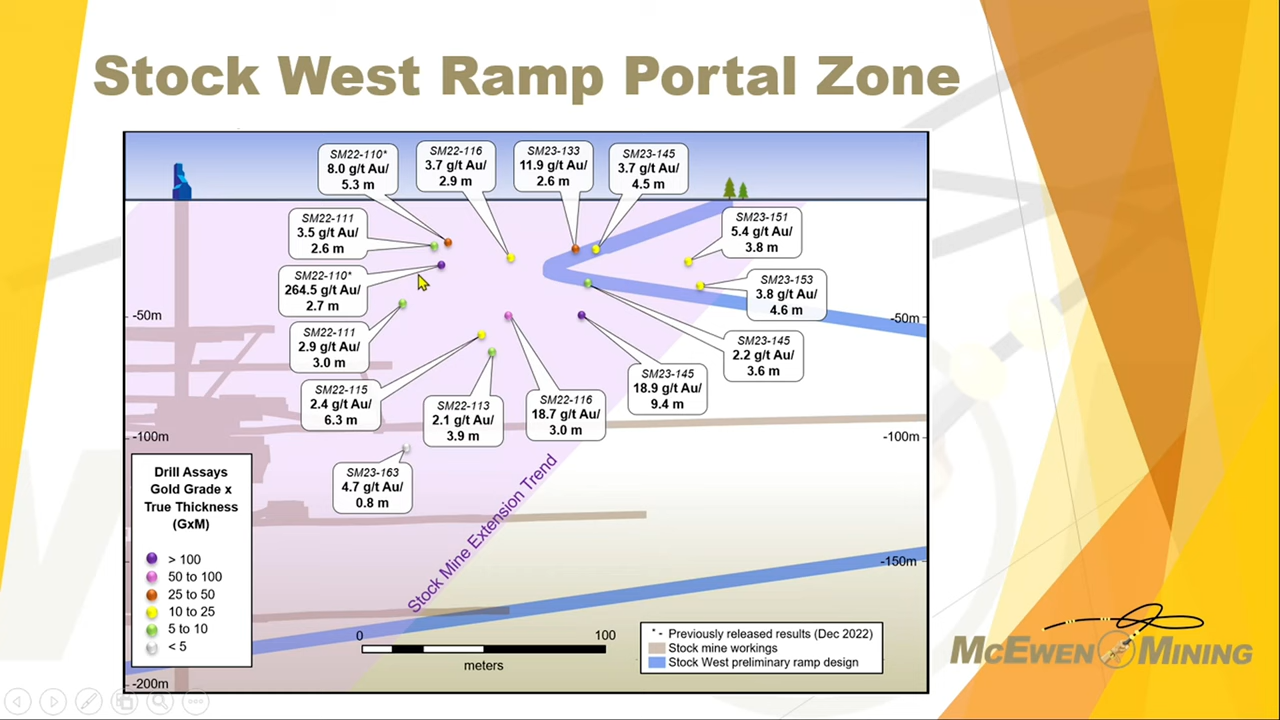 Stock West Ramp Portal Zone
SM22-110*
8.0 g/t Au/
5.3 m
SM22-116
3.7 g/t Au/
2.9 m
SM23-133
11.9 g/t Au/
2.6 m
SM23-145
3.7 g/t Au/
4.5 m
SM22-111
3.5 g/t Au/
2.6 m
SM23-151
5.4 g/t Au/
3.8 m
SM22-110*
264.5 g/t Au/
2.7 m
SM23-153
3.8 g/t Au/
4.6 m
-50m
-50m
SM22-111
2.9 g/t Au/
3.0 m
SM23-145
2.2 g/t Au/
3.6 m
SM22-115
2.4 g/t Au/
6.3 m
SM22-113
2.1 g/t Au/
3.9 m
SM22-116
18.7 g/t Au/
3.0 m
SM23-145
18.9 g/t Au/
9.4 m
-100m
-100m
SM23-163
4.7 g/t Au/
0.8 m
Stock Mine Extension Trend
Drill Assays
Gold Grade x
True Thickness
(GxM)
> 100
50 to 100
25 to 50
10 to 25
5 to 10
< 5
-150m
0
100
meters
* - Previously released results (Dec 2022)
Stock mine workings
Stock West preliminary ramp design
-200m
McEwen Mining